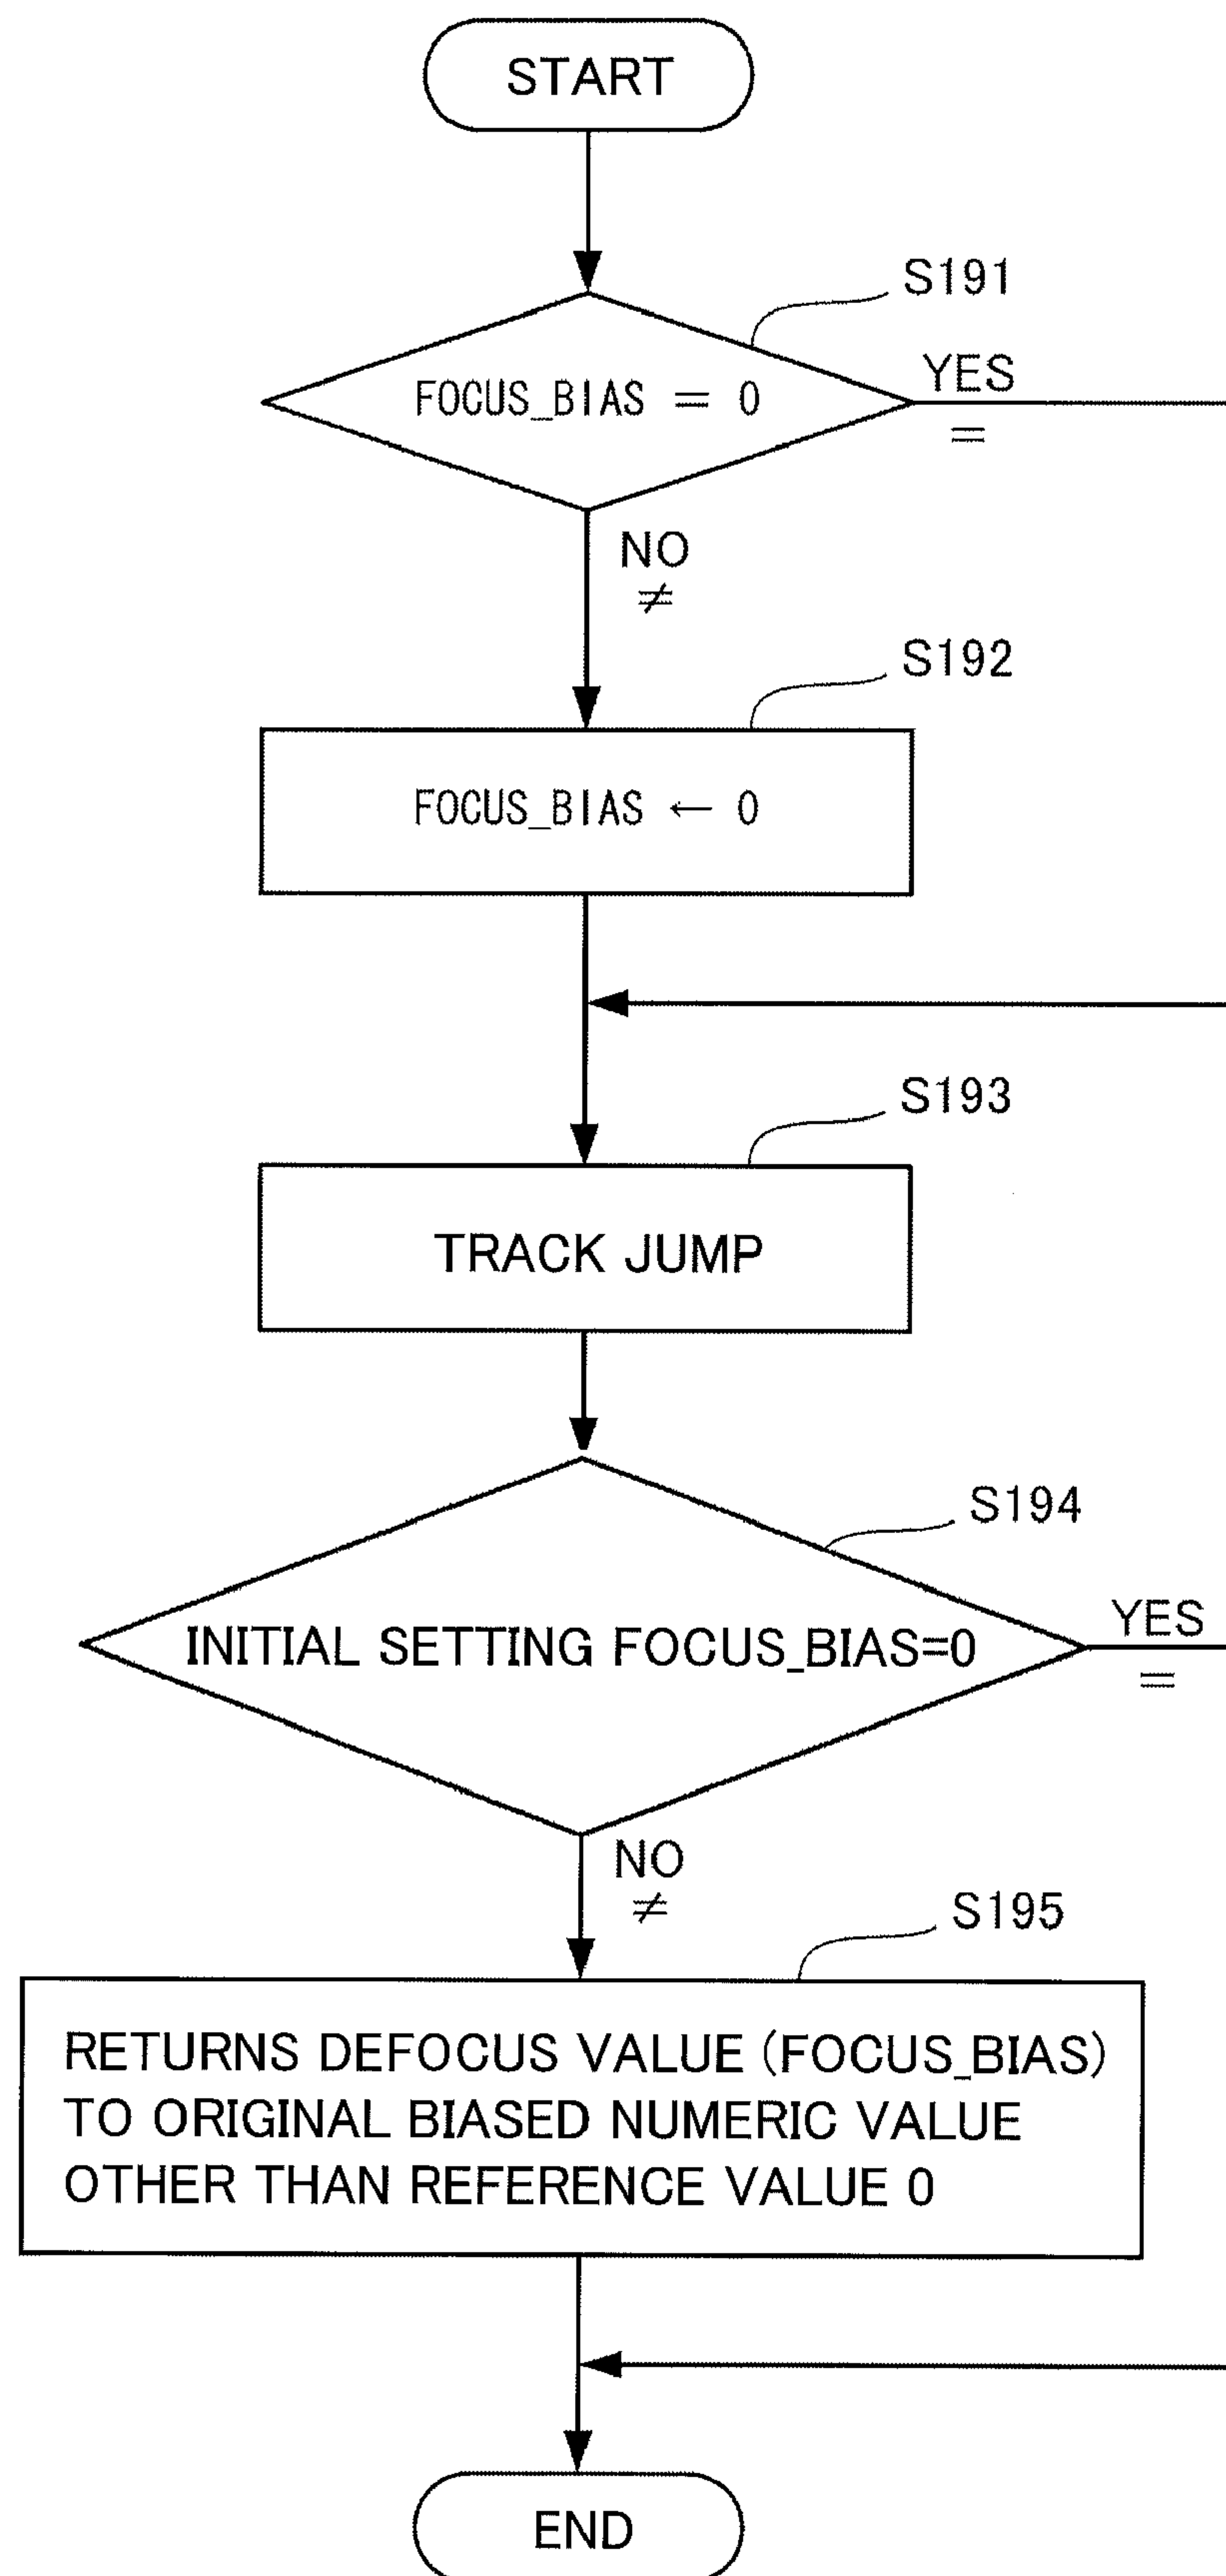 START
S191
FOCUS_BIAS = 0
YES
=
NO
≠
S192
FOCUS_BIAS ← 0
S193
TRACK JUMP
S194
INITIAL SETTING FOCUS_BIAS=0
YES
=
NO
≠
S195
RETURNS DEFOCUS VALUE (FOCUS_BIAS)
TO ORIGINAL BIASED NUMERIC VALUE
OTHER THAN REFERENCE VALUE 0
END